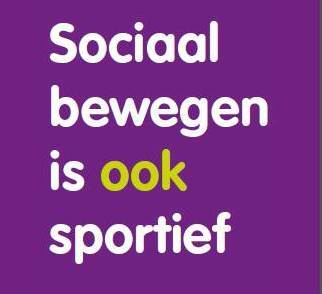 Sociaal
bewegen
is ook
sportief